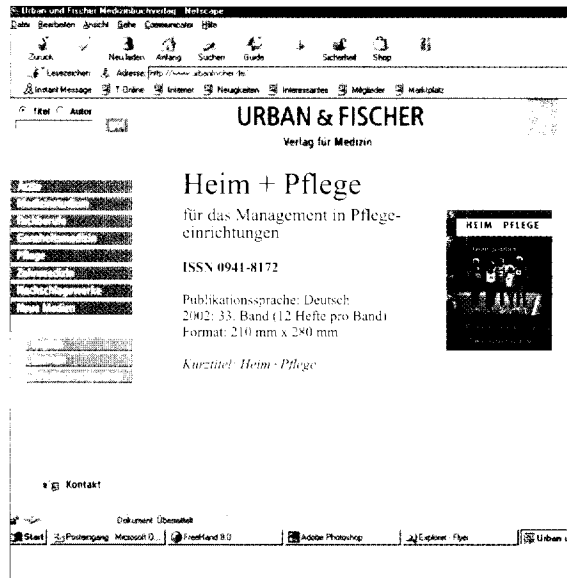 Urban und Fischer Medizinbuchverlag - Netscape
Datei Bearbeiten Ansicht Gehe Communicator Hilfe
Zurück Neu laden Anfang Suchen Guide Sicherheit Shop
Lesezeichen Adresse: http://www.urbanfischer.de/
Instant Message T-Online Internet Neuigkeiten Interessantes Mitglieder Marktplatz
Titel Autor
URBAN & FISCHER
Verlag für Medizin
Heim + Pflege
für das Management in Pflege-
einrichtungen
ISSN 0941-8172
Publikationssprache: Deutsch
2002: 33. Band (12 Hefte pro Band)
Format: 210 mm x 280 mm
Kurztitel: Heim + Pflege
HEIM PFLEGE
Pflege
Neue Medien
Kontakt
Dokument: Übermittelt
Start Posteingang Microsoft O... FreeHand 8.0 Adobe Photoshop Explorer - Flyer Urban u